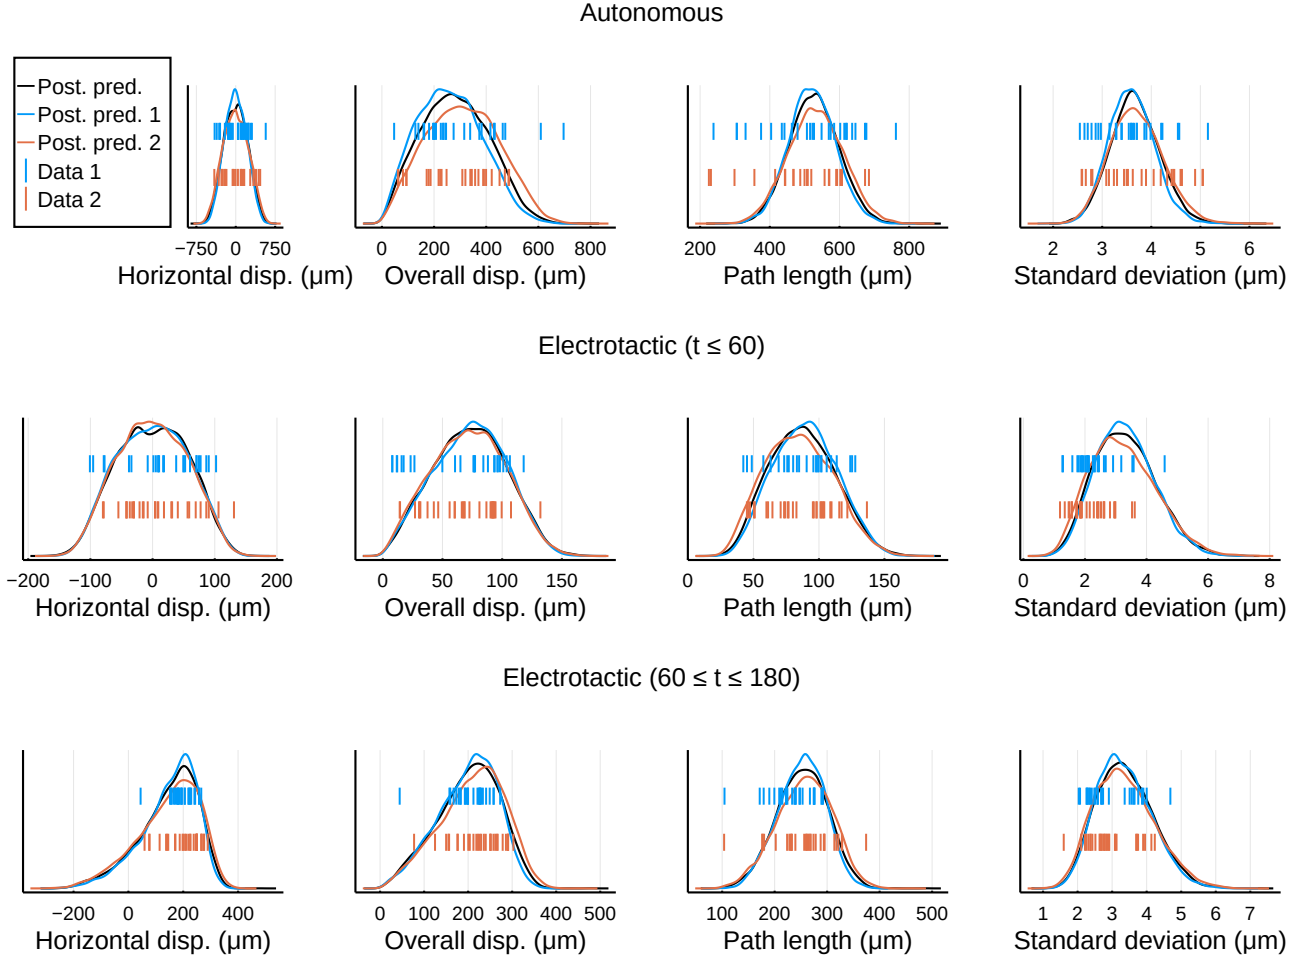 Autonomous
Post. pred.
Post. pred. 1
Post. pred. 2
Data 1
Data 2
−750 0 750
Horizontal disp. (μm)
0 200 400 600 800
Overall disp. (μm)
200 400 600 800
Path length (μm)
2 3 4 5 6
Standard deviation (μm)
Electrotactic (t ≤ 60)
−200 −100 0 100 200
Horizontal disp. (μm)
0 50 100 150
Overall disp. (μm)
0 50 100 150
Path length (μm)
0 2 4 6 8
Standard deviation (μm)
Electrotactic (60 ≤ t ≤ 180)
−200 0 200 400
Horizontal disp. (μm)
0 100 200 300 400 500
Overall disp. (μm)
100 200 300 400 500
Path length (μm)
1 2 3 4 5 6 7
Standard deviation (μm)